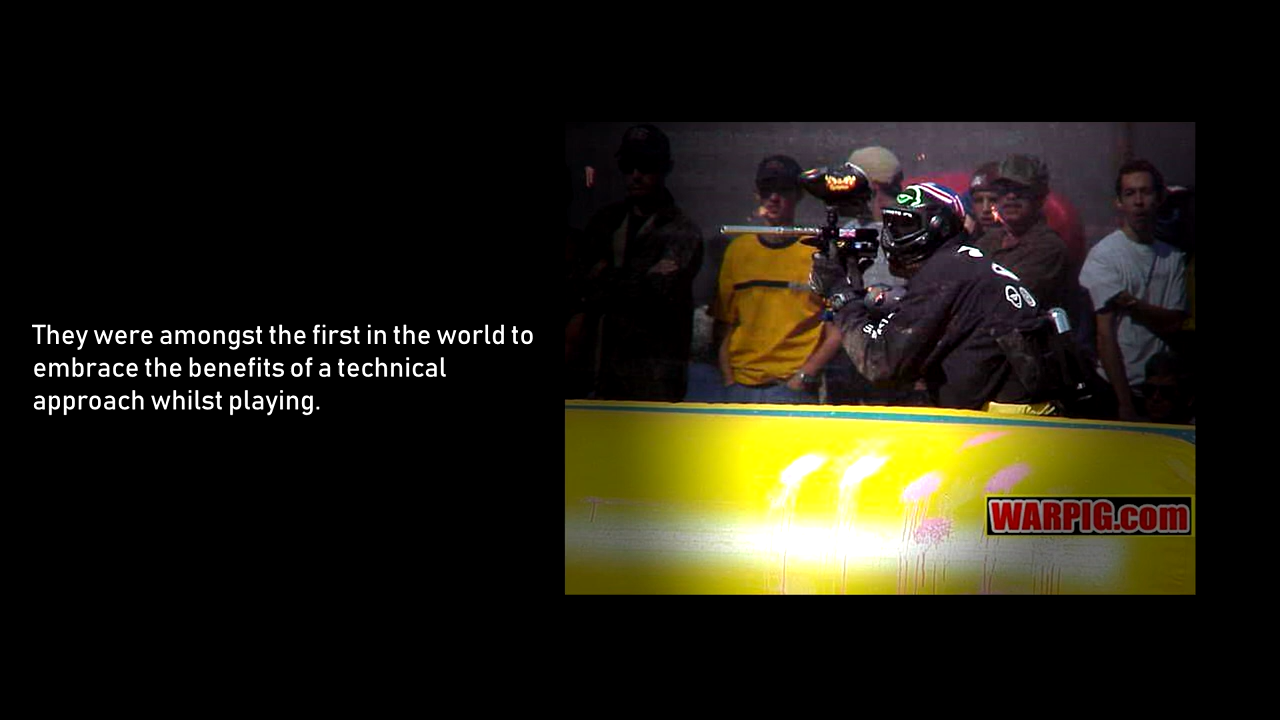 They were amongst the first in the world to
embrace the benefits of a technical
approach whilst playing.
WARPIG.com